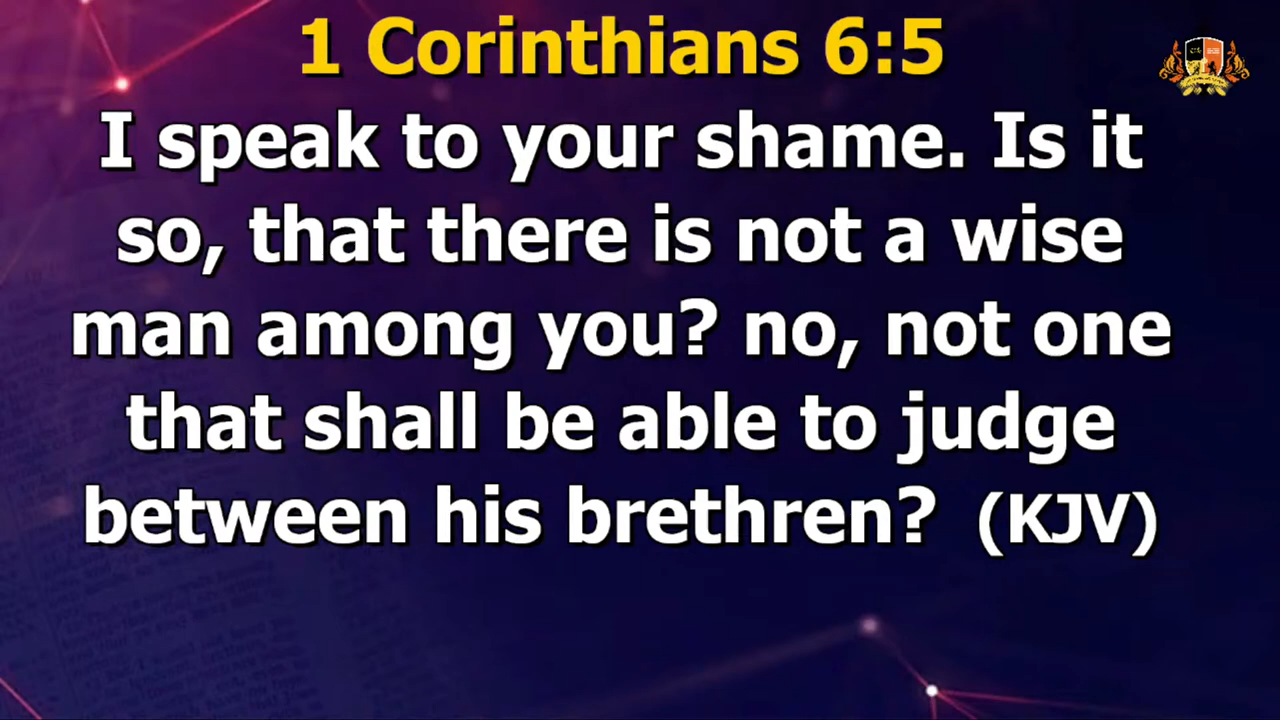 1 Corinthians 6:5
I speak to your shame. Is it
so, that there is not a wise
man among you? no, not one
that shall be able to judge
between his brethren? (KJV)